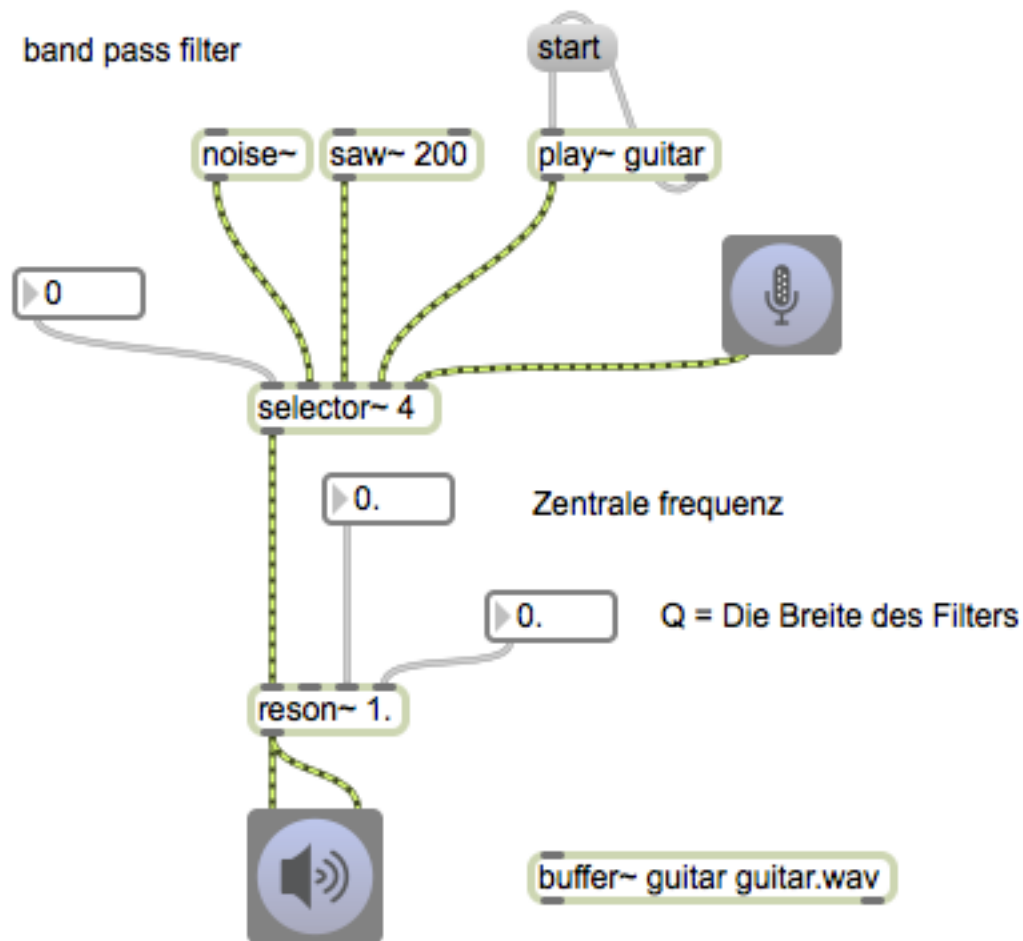 band pass filter
start
noise~
saw~ 200
play~ guitar
0
selector~ 4
0.
Zentrale frequenz
0.
Q = Die Breite des Filters
reson~ 1.
buffer~ guitar guitar.wav